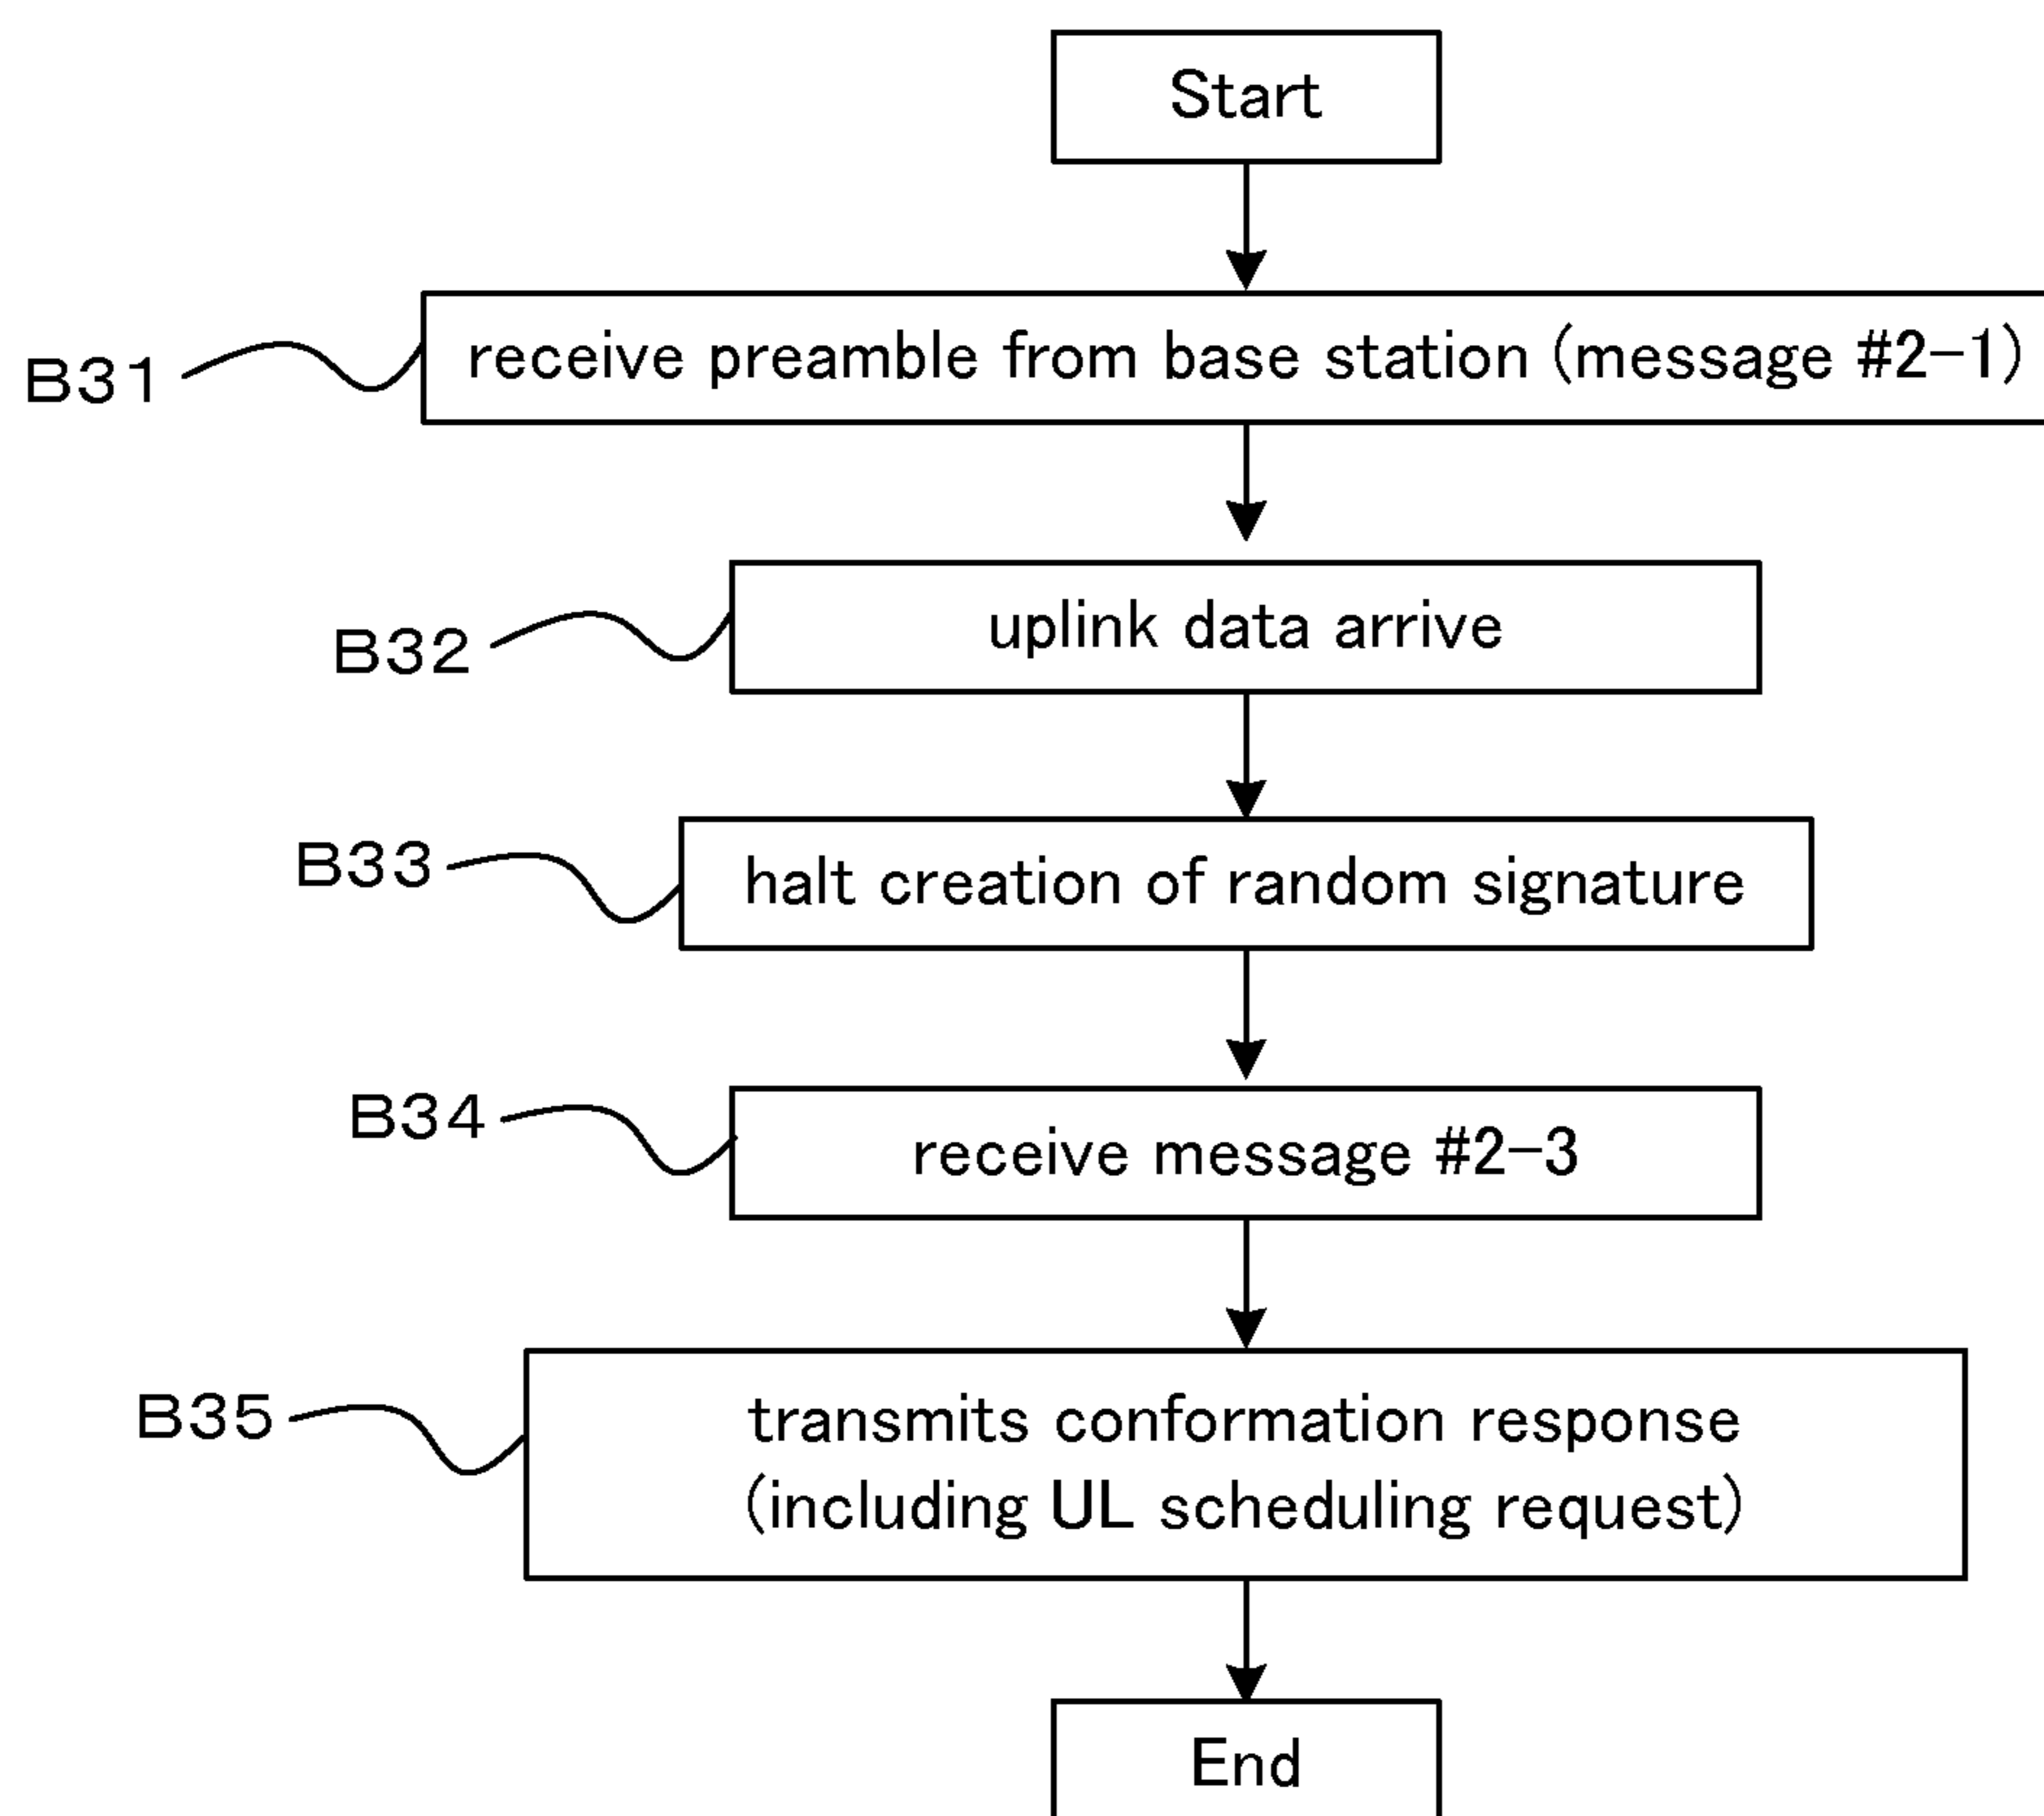 Start
B31
receive preamble from base station (message #2-1)
B32
uplink data arrive
B33
halt creation of random signature
B34
receive message #2-3
B35
transmits conformation response
(including UL scheduling request)
End